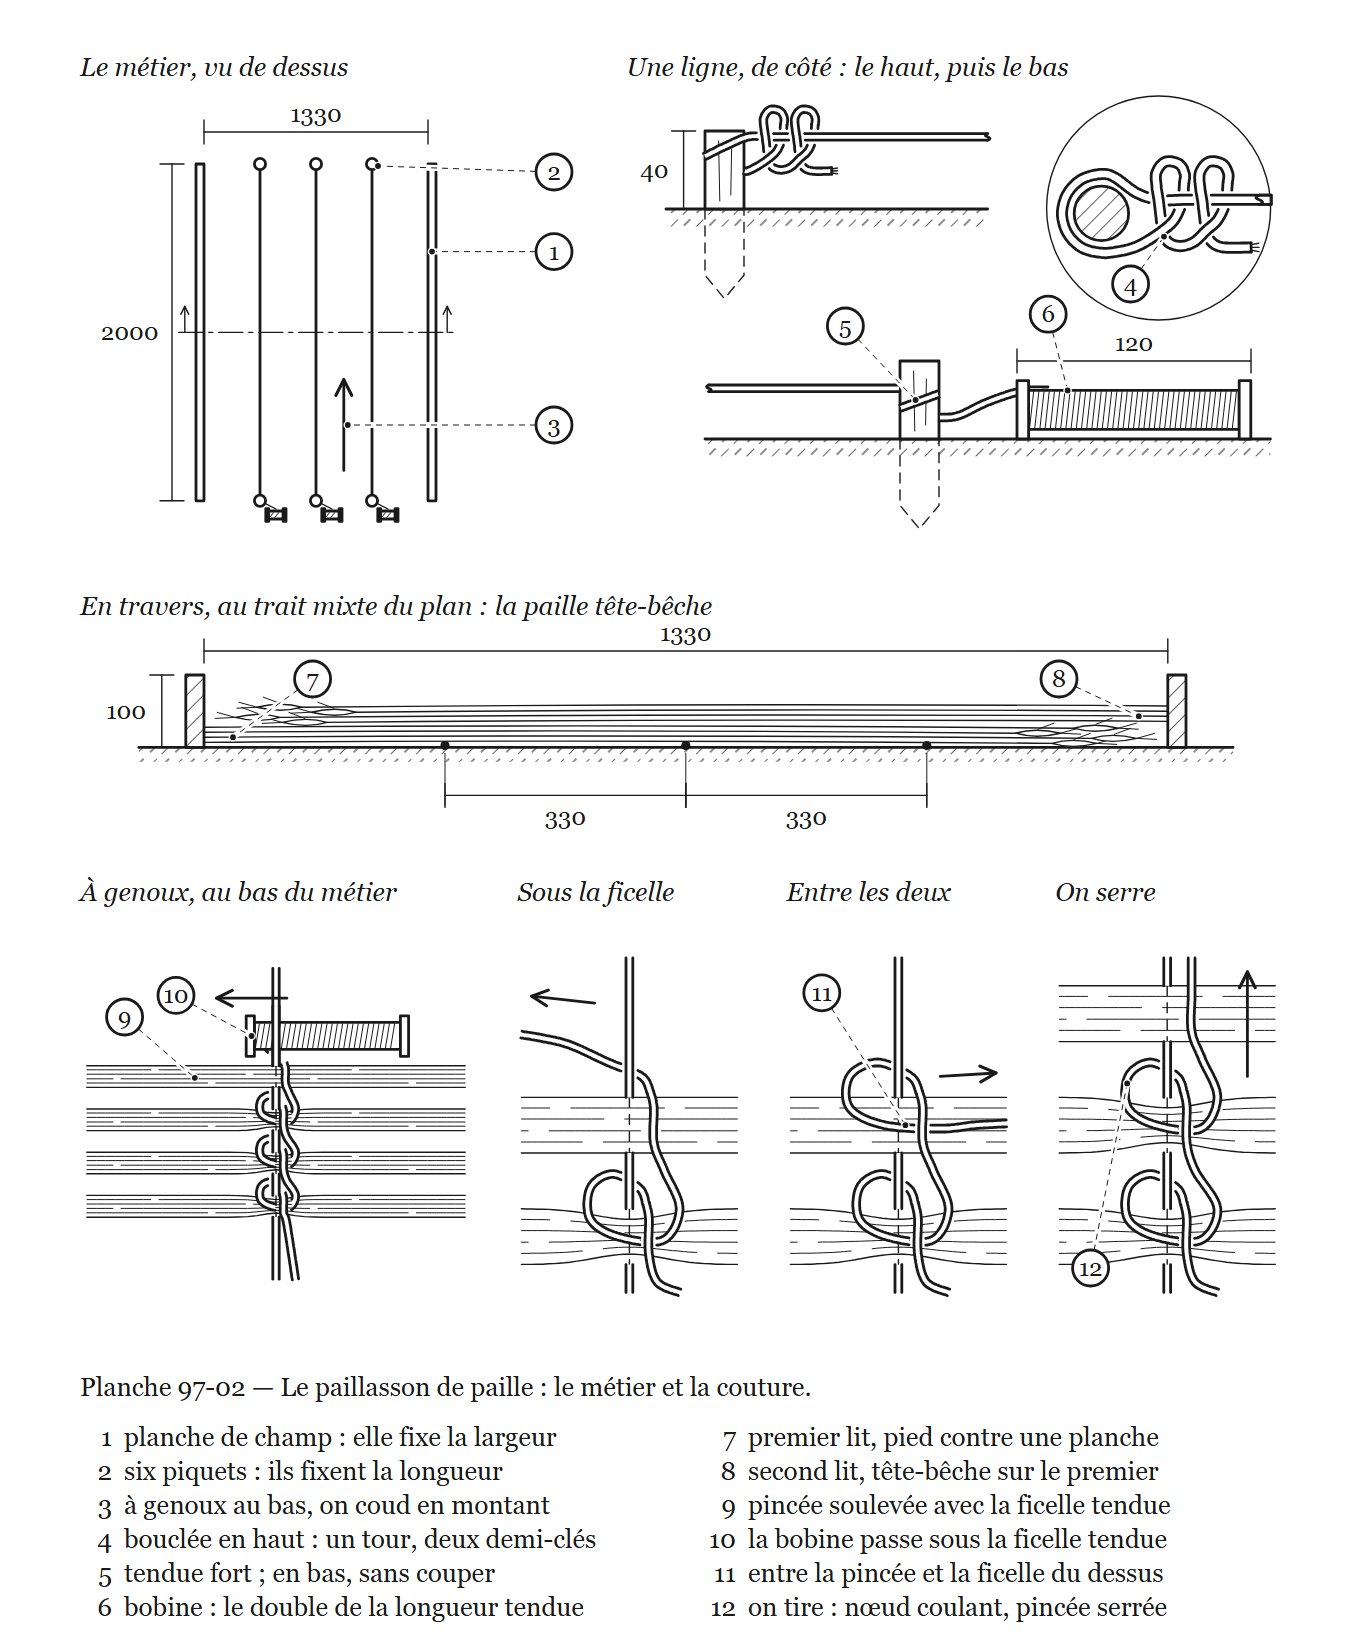 Le métier, vu de dessus
1330
2
1
2000
3
Une ligne, de côté : le haut, puis le bas
40
4
5
6
120
En travers, au trait mixte du plan : la paille tête-bêche
1330
7
8
100
330
330
À genoux, au bas du métier
10
9
Sous la ficelle
Entre les deux
11
On serre
12
Planche 97-02 — Le paillasson de paille : le métier et la couture.
1 planche de champ : elle fixe la largeur
2 six piquets : ils fixent la longueur
3 à genoux au bas, on coud en montant
4 bouclée en haut : un tour, deux demi-clés
5 tendue fort ; en bas, sans couper
6 bobine : le double de la longueur tendue
7 premier lit, pied contre une planche
8 second lit, tête-bêche sur le premier
9 pincée soulevée avec la ficelle tendue
10 la bobine passe sous la ficelle tendue
11 entre la pincée et la ficelle du dessus
12 on tire : nœud coulant, pincée serrée